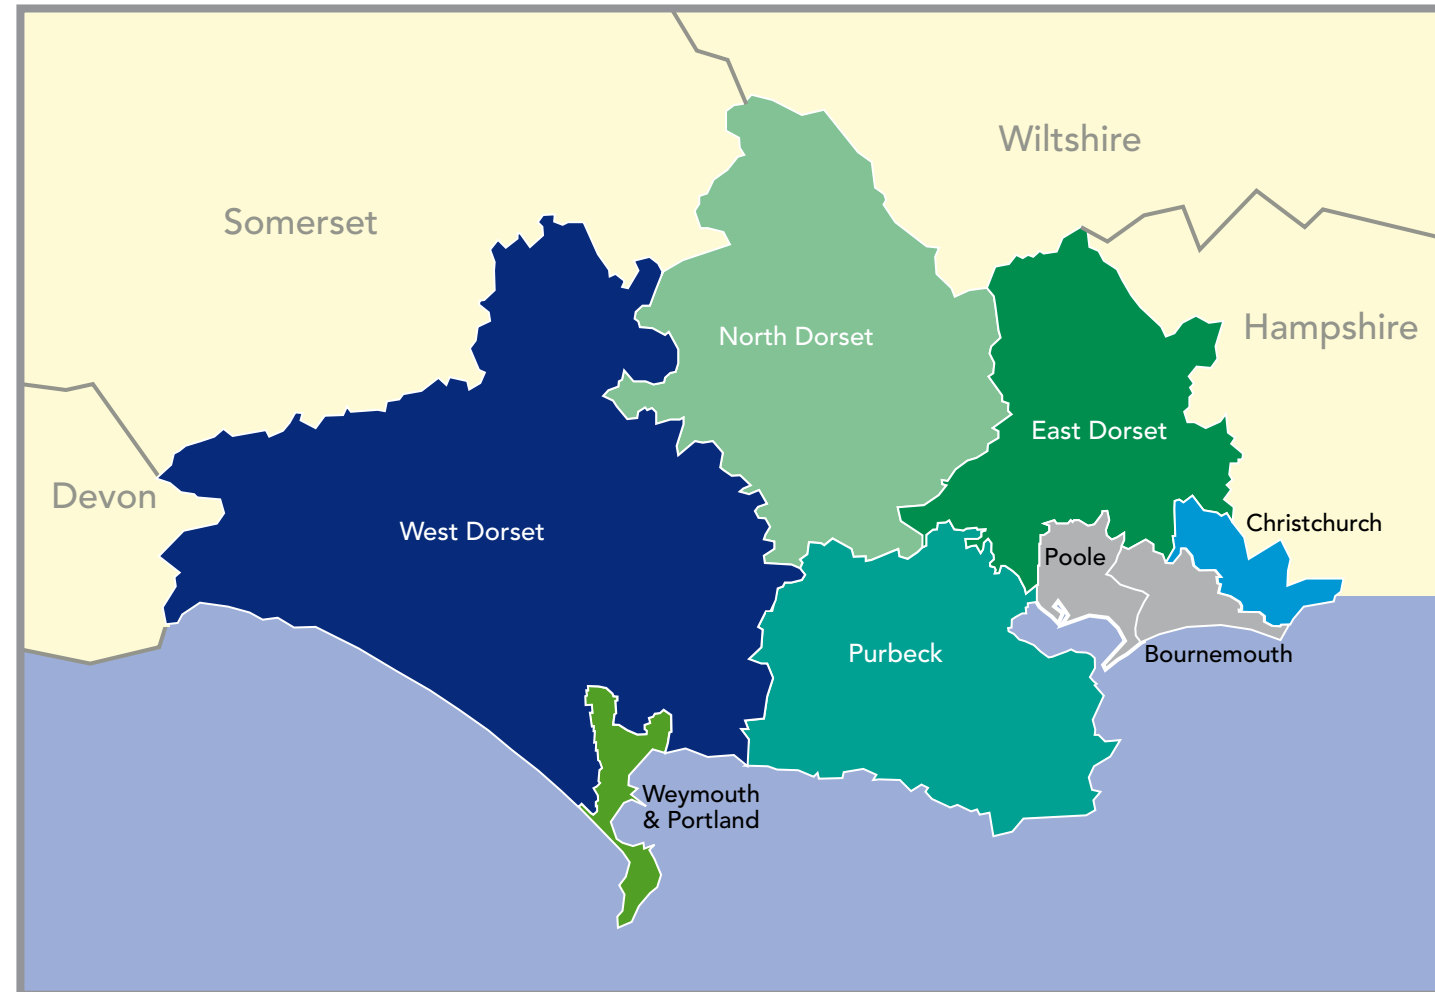 Wiltshire
Somerset
Hampshire
North Dorset
East Dorset
Devon
Christchurch
West Dorset
Poole
Purbeck
Bournemouth
Weymouth
& Portland